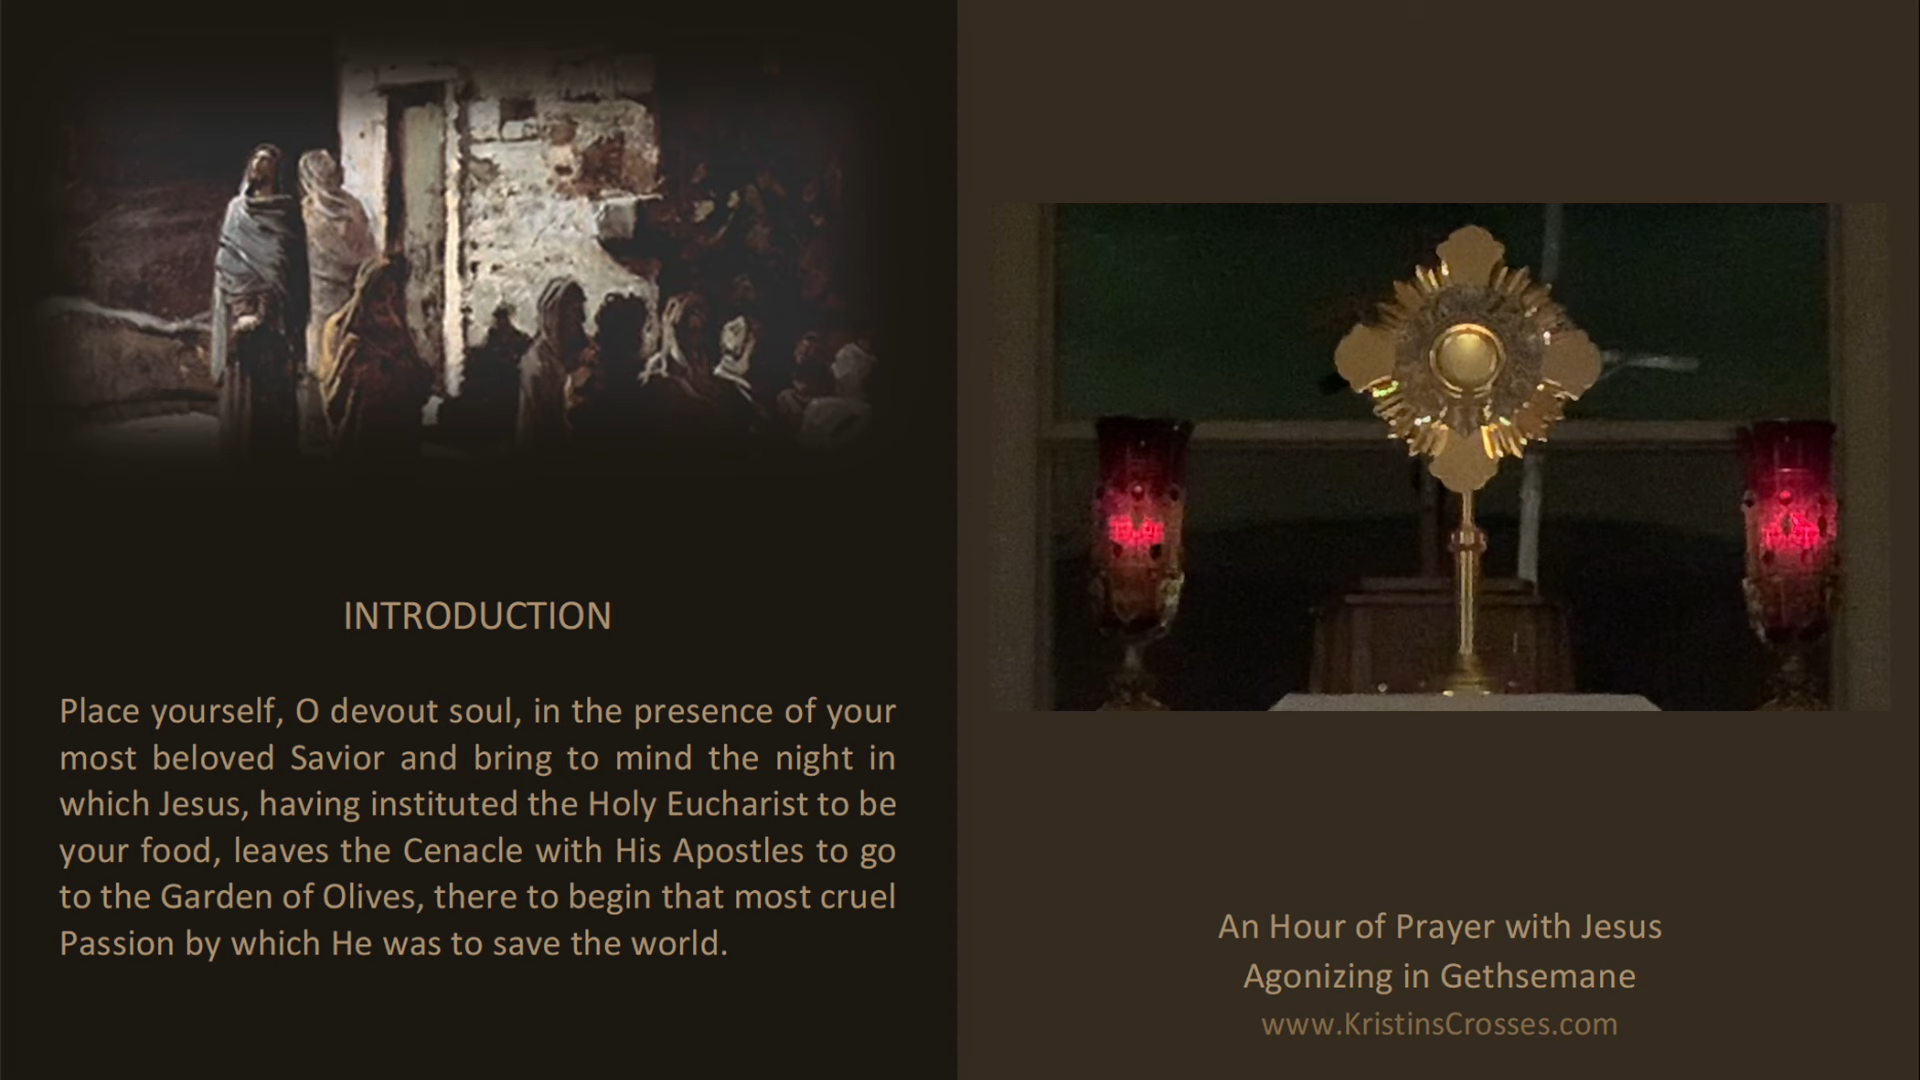 INTRODUCTION
Place yourself, O devout soul, in the presence of your
most beloved Savior and bring to mind the night in
which Jesus, having instituted the Holy Eucharist to be
your food, leaves the Cenacle with His Apostles to go
to the Garden of Olives, there to begin that most cruel
Passion by which He was to save the world.
An Hour of Prayer with Jesus
Agonizing in Gethsemane
www.KristinsCrosses.com